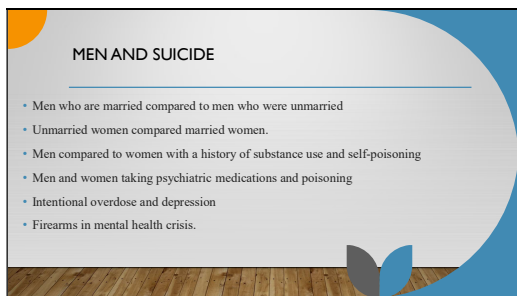 MEN AND SUICIDE
• Men who are married compared to men who were unmarried
• Unmarried women compared married women.
• Men compared to women with a history of substance use and self-poisoning
• Men and women taking psychiatric medications and poisoning
• Intentional overdose and depression
• Firearms in mental health crisis.